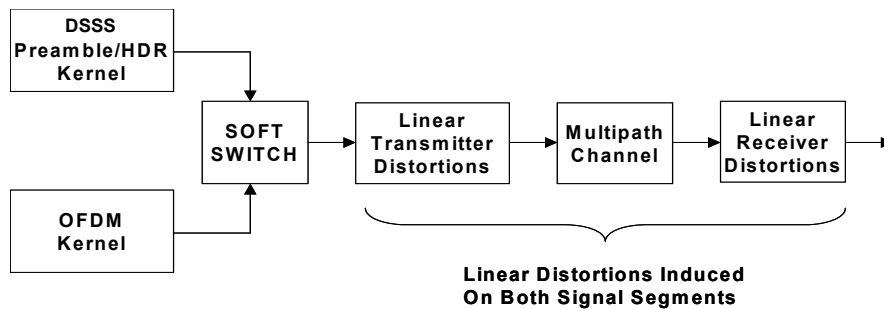 DSSS
Preamble/HDR
Kernel
OFDM
Kernel
SOFT
SWITCH
Linear
Transmitter
Distortions
Multipath
Channel
Linear
Receiver
Distortions
Linear Distortions Induced
On Both Signal Segments